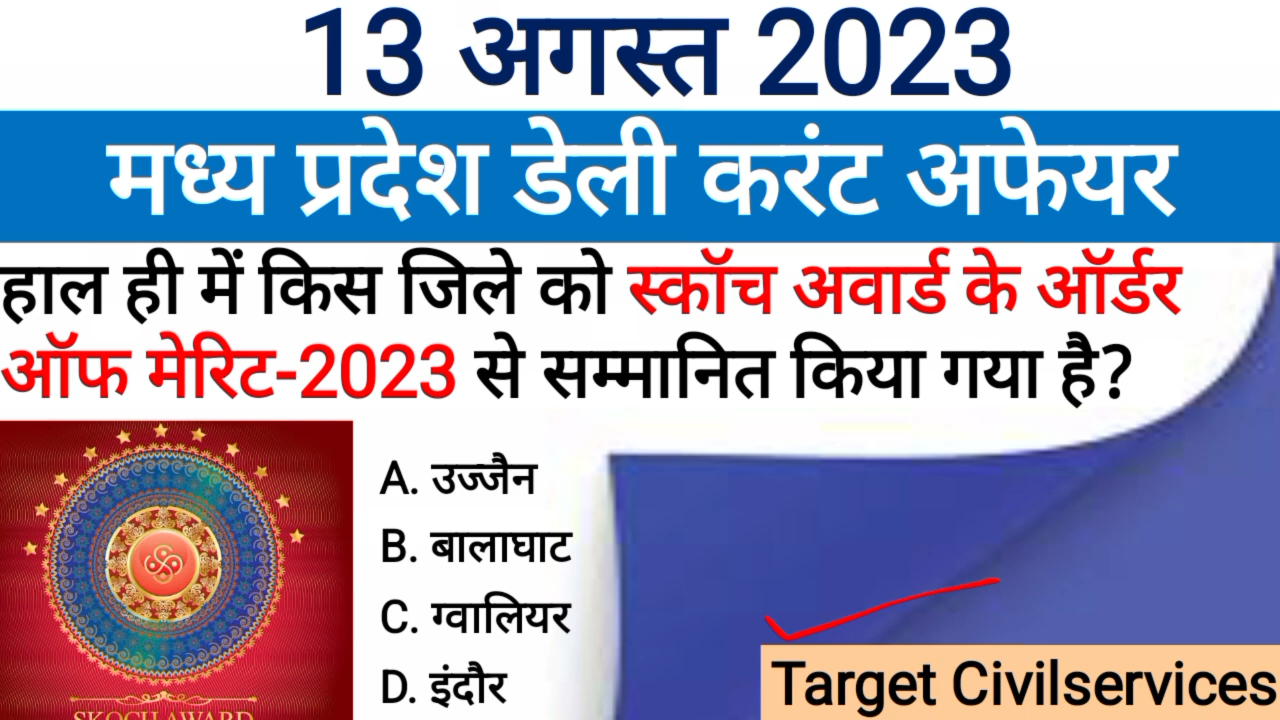 13 अगस्त 2023
मध्य प्रदेश डेली करंट अफेयर
हाल ही में किस जिले को स्कॉच अवार्ड के ऑर्डर
ऑफ मेरिट-2023 से सम्मानित किया गया है?
A. उज्जैन
B. बालाघाट
C. ग्वालियर
D. इंदौर
SKOCH AWARD
Target Civilservices